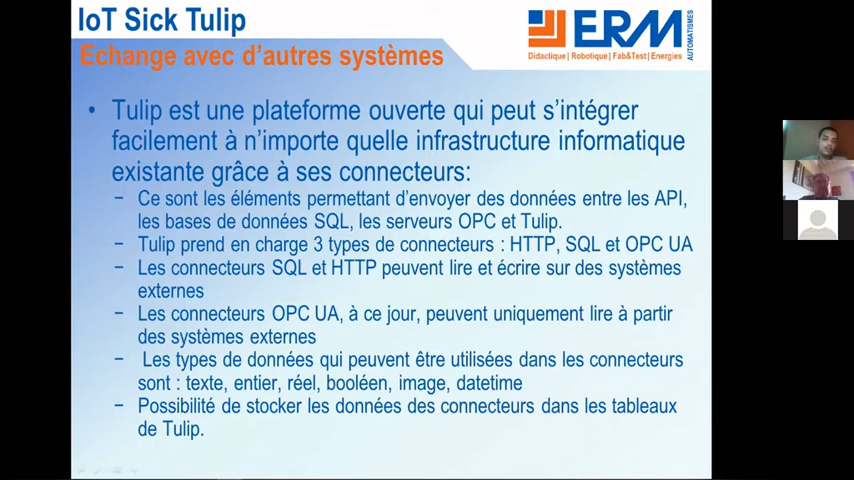 IoT Sick Tulip
Echange avec d'autres systèmes
ERM
AUTOMATISMES
Didactique | Robotique | Fab&Test | Energies
• Tulip est une plateforme ouverte qui peut s'intégrer
facilement à n'importe quelle infrastructure informatique
existante grâce à ses connecteurs:
− Ce sont les éléments permettant d'envoyer des données entre les API,
les bases de données SQL, les serveurs OPC et Tulip.
− Tulip prend en charge 3 types de connecteurs : HTTP, SQL et OPC UA
− Les connecteurs SQL et HTTP peuvent lire et écrire sur des systèmes
externes
− Les connecteurs OPC UA, à ce jour, peuvent uniquement lire à partir
des systèmes externes
− Les types de données qui peuvent être utilisées dans les connecteurs
sont : texte, entier, réel, booléen, image, datetime
− Possibilité de stocker les données des connecteurs dans les tableaux
de Tulip.